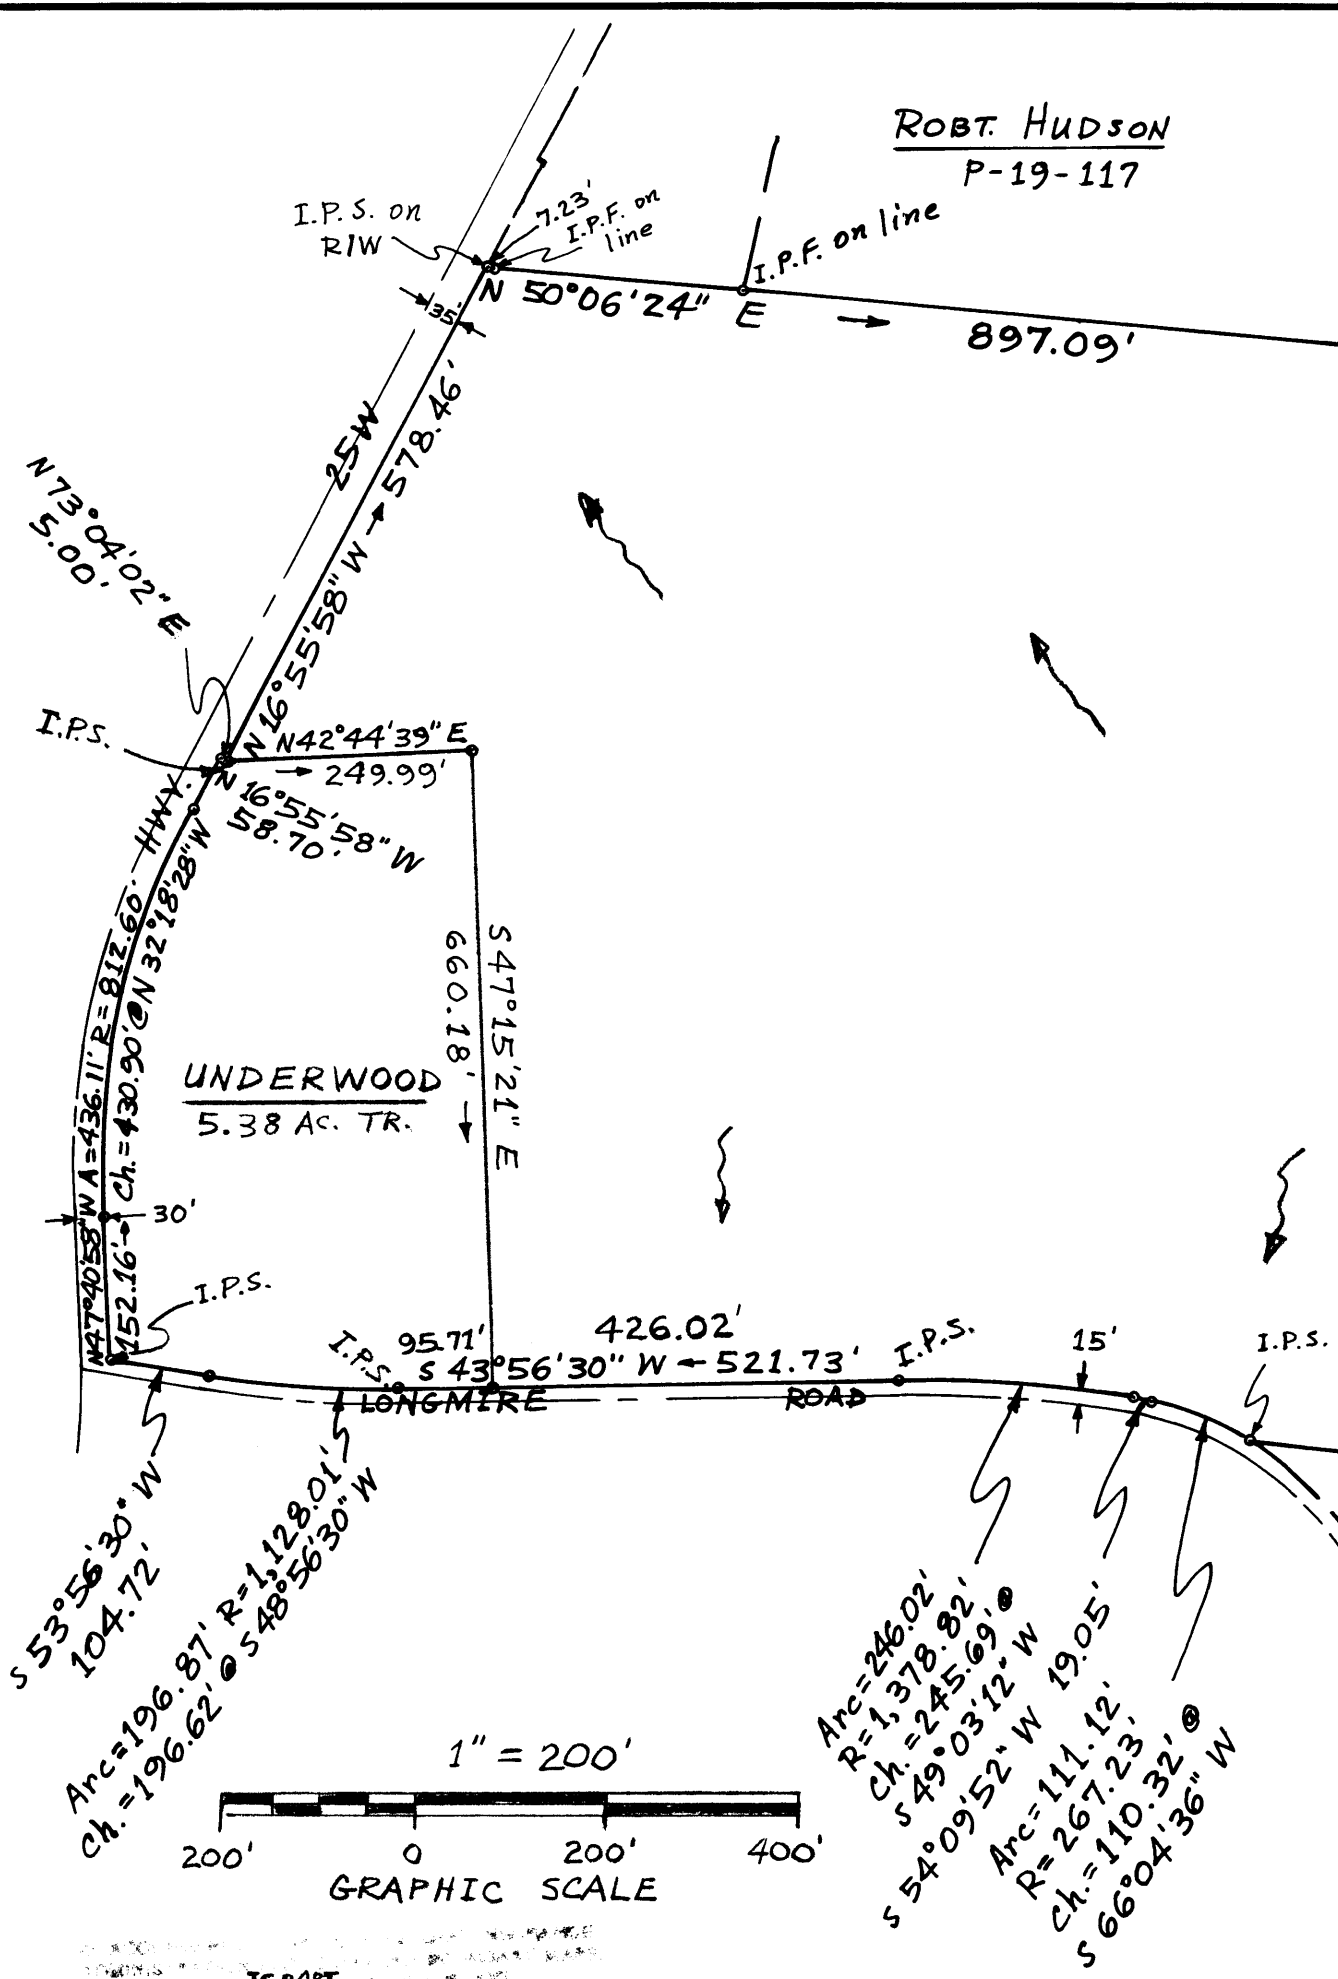 ROBT. HUDSON
P-19-117
I.P.S. on
R/W
7.23'
I.P.F. on
line
I.P.F. on line
N 50°06'24" E
897.09'
35'
25W
N 16°55'58" W → 578.46'
N 73°04'02" E
5.00'
I.P.S.
N42°44'39" E
249.99'
N 16°55'58" W
58.70'
HWY.
A=436.11' R=812.60'
Ch.=430.90' @ N 32°18'28" W
S 47°15'21" E
660.18'
UNDERWOOD
5.38 AC. TR.
30'
N47°40'58" W
152.16'
I.P.S.
I.P.S.
95.71'
426.02'
S 43°56'30" W ← 521.73'
I.P.S.
15'
I.P.S.
LONGMIRE ROAD
S 53°56'30" W
104.72'
Arc=196.87' R=1,128.01'
Ch.=196.62' @ S 48°56'30" W
Arc=246.02'
R=1,378.82'
Ch.=245.69' @
S 49°03'12" W
S 54°09'52" W 19.05'
Arc=111.12'
R=267.23'
Ch.=110.32' @
S 66°04'36" W
1" = 200'
200' 0 200' 400'
GRAPHIC SCALE